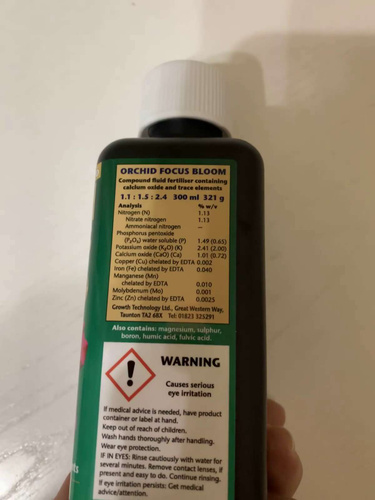 ORCHID FOCUS BLOOM
Compound fluid fertiliser containing
calcium oxide and trace elements
1.1 : 1.5 : 2.4 300 ml 321 g
Analysis % w/v
Nitrogen (N) 1.13
Nitrate nitrogen 1.13
Ammoniacal nitrogen —
Phosphorus pentoxide
(P₂O₅) water soluble (P) 1.49 (0.65)
Potassium oxide (K₂O) (K) 2.41 (2.00)
Calcium oxide (CaO) (Ca) 1.01 (0.72)
Copper (Cu) chelated by EDTA 0.002
Iron (Fe) chelated by EDTA 0.040
Manganese (Mn)
chelated by EDTA 0.010
Molybdenum (Mo) 0.001
Zinc (Zn) chelated by EDTA 0.0025
Growth Technology Ltd., Great Western Way,
Taunton TA2 6BX Tel: 01823 325291
Also contains: magnesium, sulphur,
boron, humic acid, fulvic acid.
! WARNING
Causes serious
eye irritation
If medical advice is needed, have product
container or label at hand.
Keep out of reach of children.
Wash hands thoroughly after handling.
Wear eye protection.
IF IN EYES: Rinse cautiously with water for
several minutes. Remove contact lenses, if
present and easy to do. Continue rinsing.
If eye irritation persists: Get medical
advice/attention.